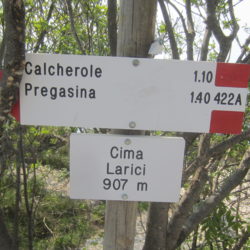 Calcherole 1.10
Pregasina 1.40 422A
Cima
Larici
907 m